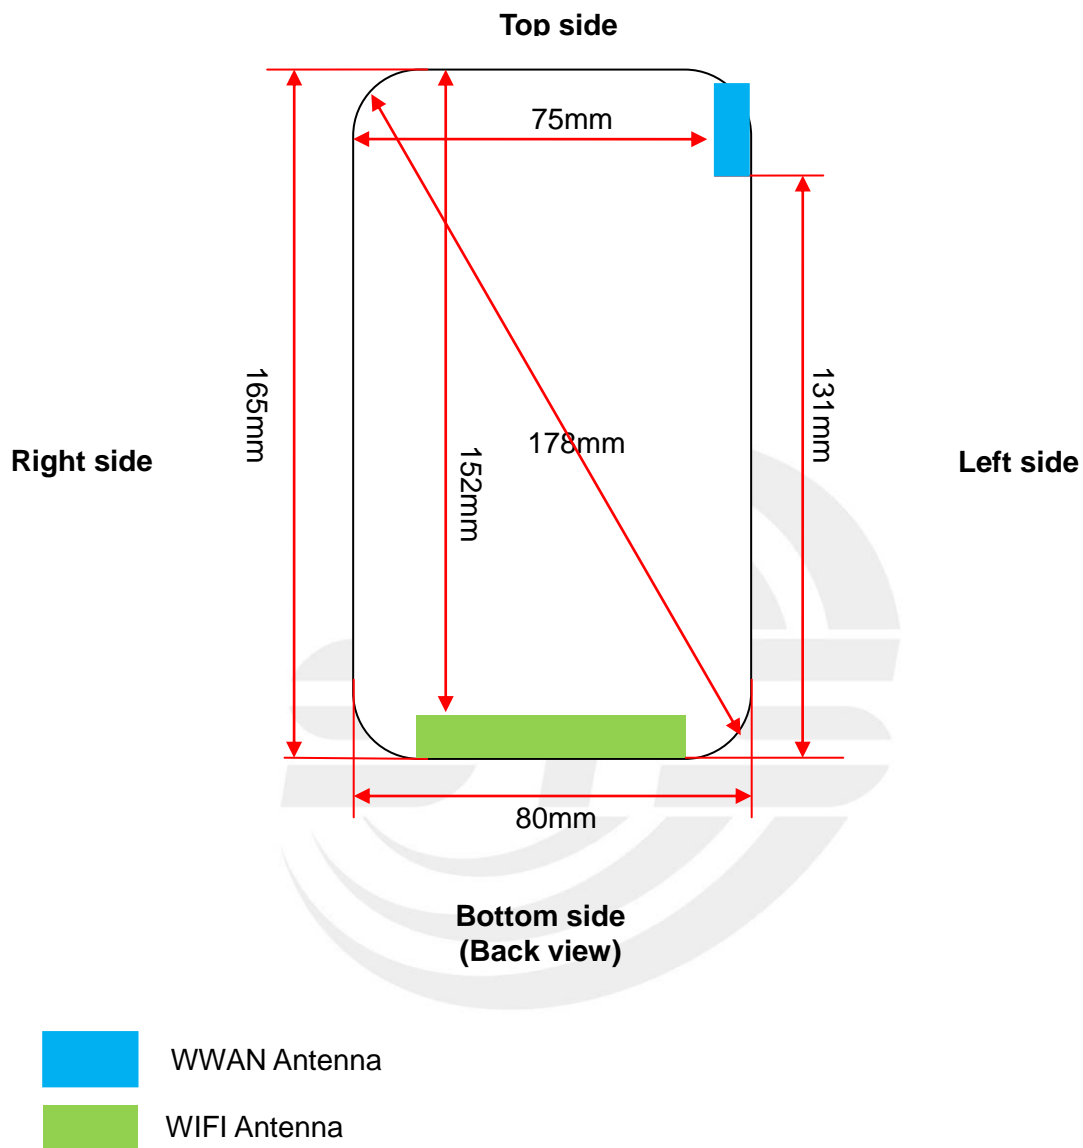 Top side
75mm
165mm
152mm
178mm
131mm
Right side
Left side
80mm
Bottom side
(Back view)
WWAN Antenna
WIFI Antenna